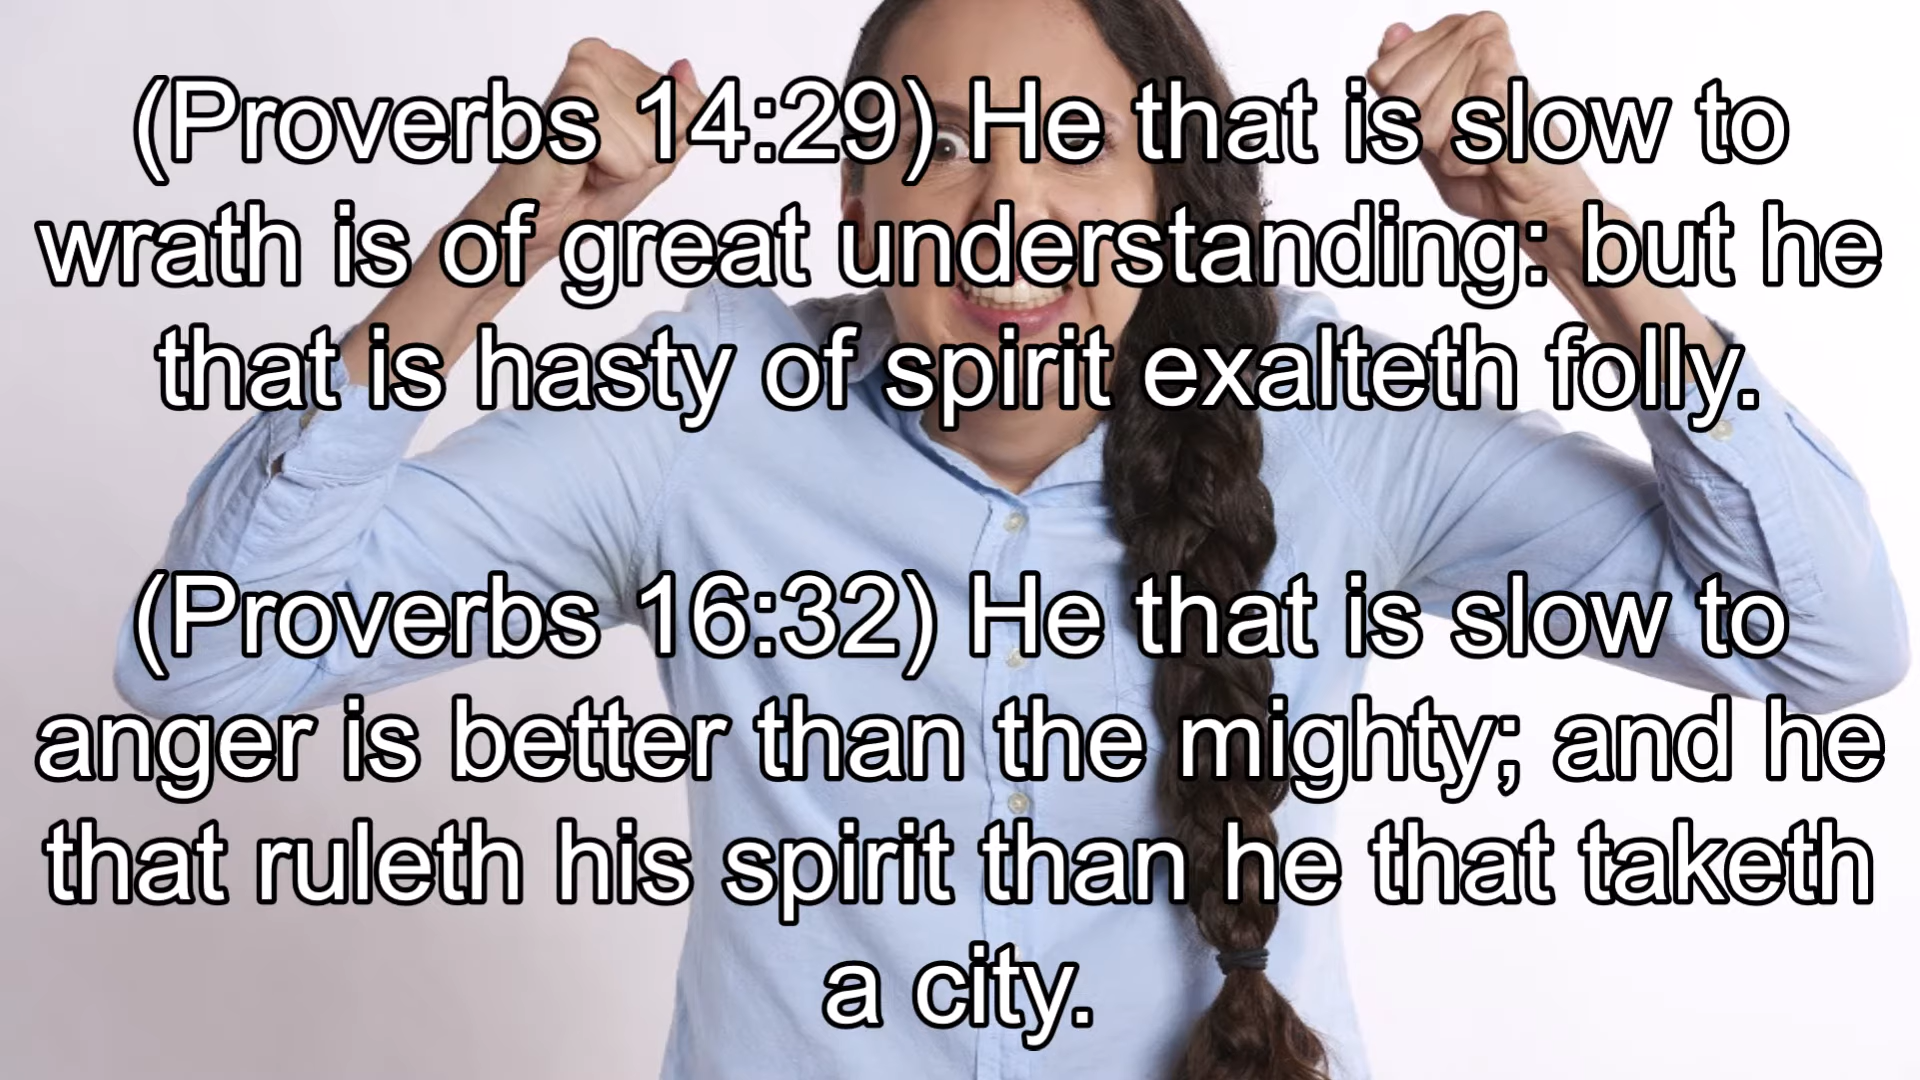 (Proverbs 14:29) He that is slow to
wrath is of great understanding: but he
that is hasty of spirit exalteth folly.
(Proverbs 16:32) He that is slow to
anger is better than the mighty; and he
that ruleth his spirit than he that taketh
a city.